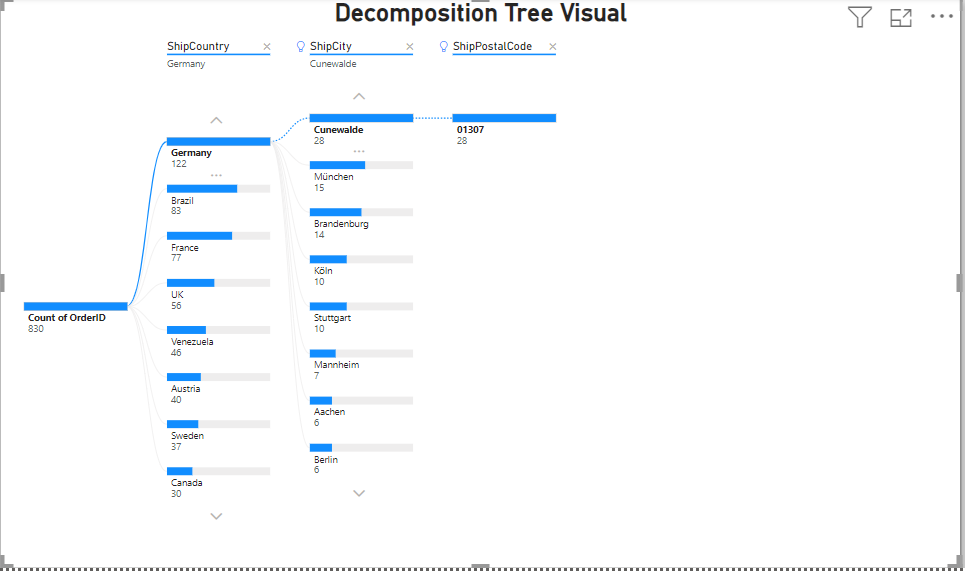 Decomposition Tree Visual
ShipCountry
Germany
ShipCity
Cunewalde
ShipPostalCode
Count of OrderID
830
Germany
122
Brazil
83
France
77
UK
56
Venezuela
46
Austria
40
Sweden
37
Canada
30
Cunewalde
28
München
15
Brandenburg
14
Köln
10
Stuttgart
10
Mannheim
7
Aachen
6
Berlin
6
01307
28